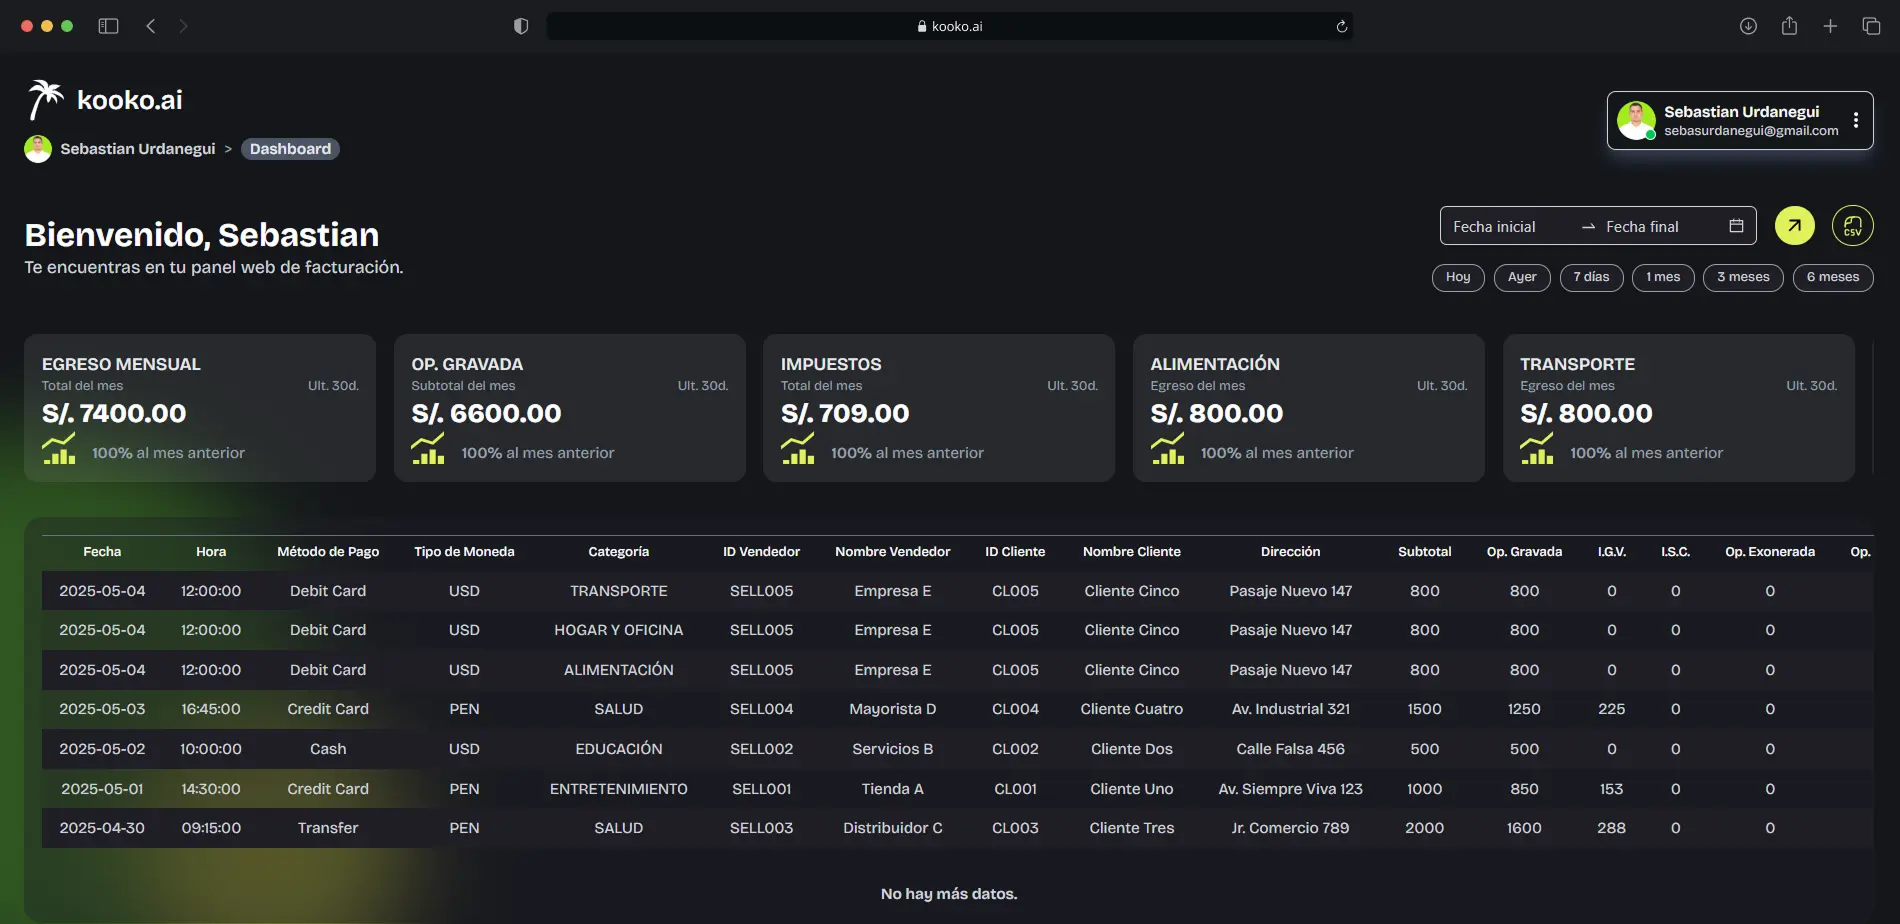 kooko.ai
kooko.ai
Sebastian Urdanegui
sebasurdanegui@gmail.com
Sebastian Urdanegui > Dashboard
Bienvenido, Sebastian
Te encuentras en tu panel web de facturación.
Fecha inicial → Fecha final
CSV
Hoy Ayer 7 días 1 mes 3 meses 6 meses
EGRESO MENSUAL
Total del mes Ult. 30d.
S/. 7400.00
100% al mes anterior
OP. GRAVADA
Subtotal del mes Ult. 30d.
S/. 6600.00
100% al mes anterior
IMPUESTOS
Total del mes Ult. 30d.
S/. 709.00
100% al mes anterior
ALIMENTACIÓN
Egreso del mes Ult. 30d.
S/. 800.00
100% al mes anterior
TRANSPORTE
Egreso del mes Ult. 30d.
S/. 800.00
100% al mes anterior
Fecha Hora Método de Pago Tipo de Moneda Categoría ID Vendedor Nombre Vendedor ID Cliente Nombre Cliente Dirección Subtotal Op. Gravada I.G.V. I.S.C. Op. Exonerada Op.
2025-05-04 12:00:00 Debit Card USD TRANSPORTE SELL005 Empresa E CL005 Cliente Cinco Pasaje Nuevo 147 800 800 0 0 0
2025-05-04 12:00:00 Debit Card USD HOGAR Y OFICINA SELL005 Empresa E CL005 Cliente Cinco Pasaje Nuevo 147 800 800 0 0 0
2025-05-04 12:00:00 Debit Card USD ALIMENTACIÓN SELL005 Empresa E CL005 Cliente Cinco Pasaje Nuevo 147 800 800 0 0 0
2025-05-03 16:45:00 Credit Card PEN SALUD SELL004 Mayorista D CL004 Cliente Cuatro Av. Industrial 321 1500 1250 225 0 0
2025-05-02 10:00:00 Cash USD EDUCACIÓN SELL002 Servicios B CL002 Cliente Dos Calle Falsa 456 500 500 0 0 0
2025-05-01 14:30:00 Credit Card PEN ENTRETENIMIENTO SELL001 Tienda A CL001 Cliente Uno Av. Siempre Viva 123 1000 850 153 0 0
2025-04-30 09:15:00 Transfer PEN SALUD SELL003 Distribuidor C CL003 Cliente Tres Jr. Comercio 789 2000 1600 288 0 0
No hay más datos.